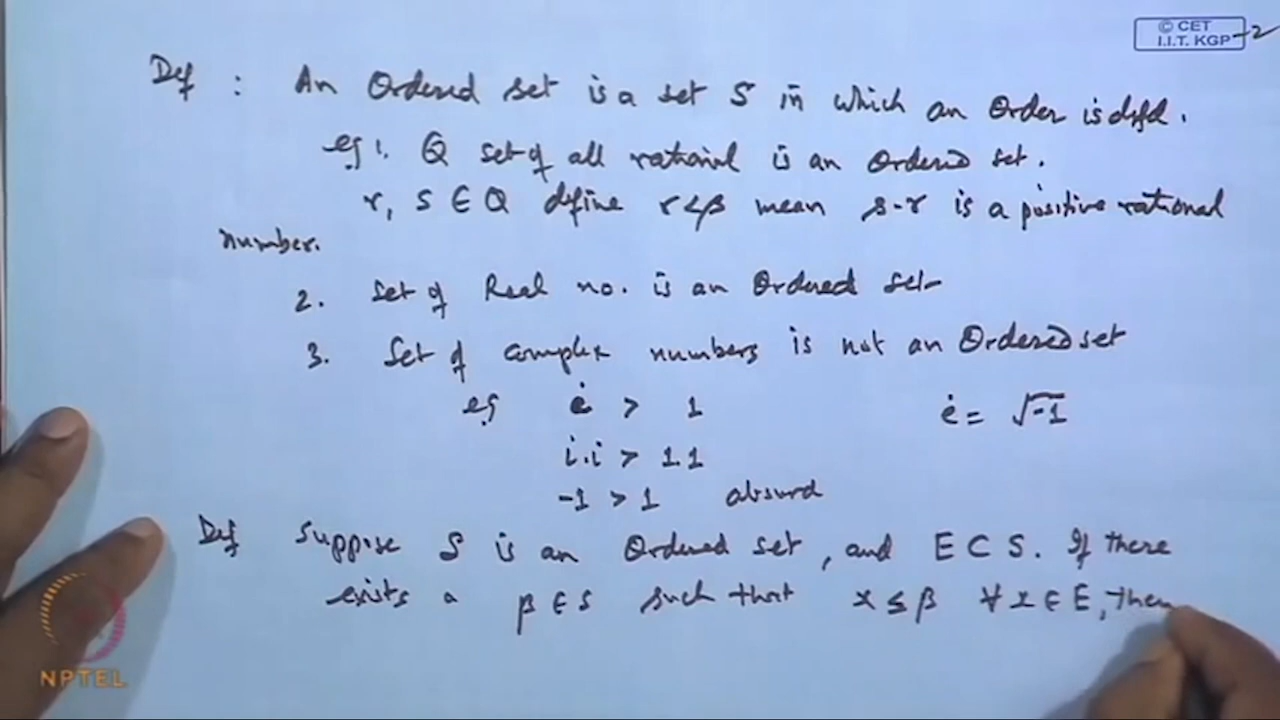 © CET
I.I.T. KGP -2
Def : An Ordered set is a set S in which an Order is defd.
eg 1. Q set of all rational is an Ordered set.
r, s ∈ Q define r < s mean s-r is a positive rational
number.
2. Set of Real no. is an Ordered set
3. Set of complex numbers is not an Ordered set
eg i > 1 i = √-1
i.i > 1.1
-1 > 1 absurd
Def Suppose S is an Ordered set, and E ⊂ S. If there
exists a β ∈ S such that x ≤ β ∀ x ∈ E, then
NPTEL